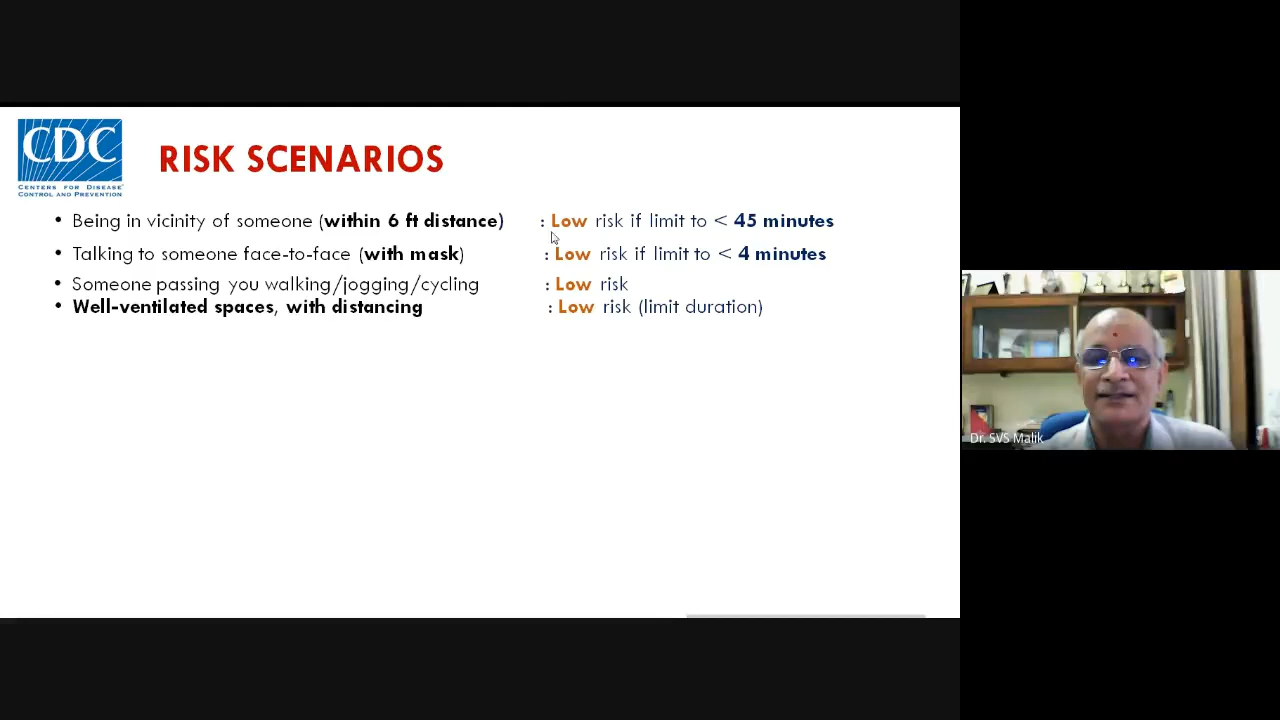 CDC
CENTERS FOR DISEASE
CONTROL AND PREVENTION
RISK SCENARIOS
• Being in vicinity of someone (within 6 ft distance) : Low risk if limit to < 45 minutes
• Talking to someone face-to-face (with mask) : Low risk if limit to < 4 minutes
• Someone passing you walking/jogging/cycling : Low risk
• Well-ventilated spaces, with distancing : Low risk (limit duration)
Dr. SVS Malik